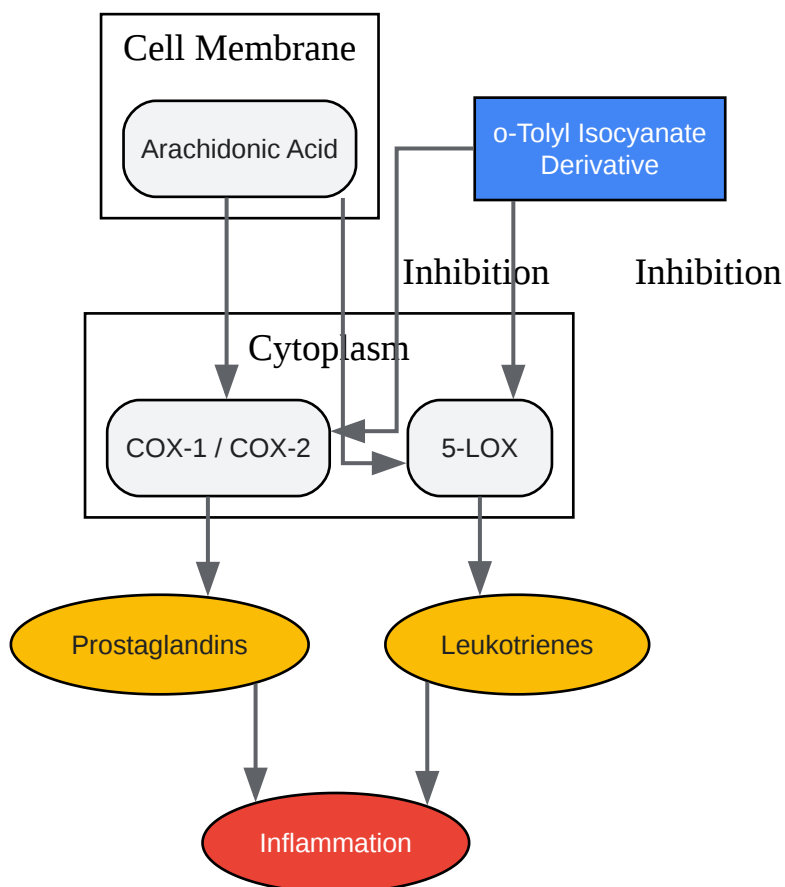 Cell Membrane
Arachidonic Acid
o-Tolyl Isocyanate
Derivative
Inhibition
Inhibition
Cytoplasm
COX-1 / COX-2
5-LOX
Prostaglandins
Leukotrienes
Inflammation